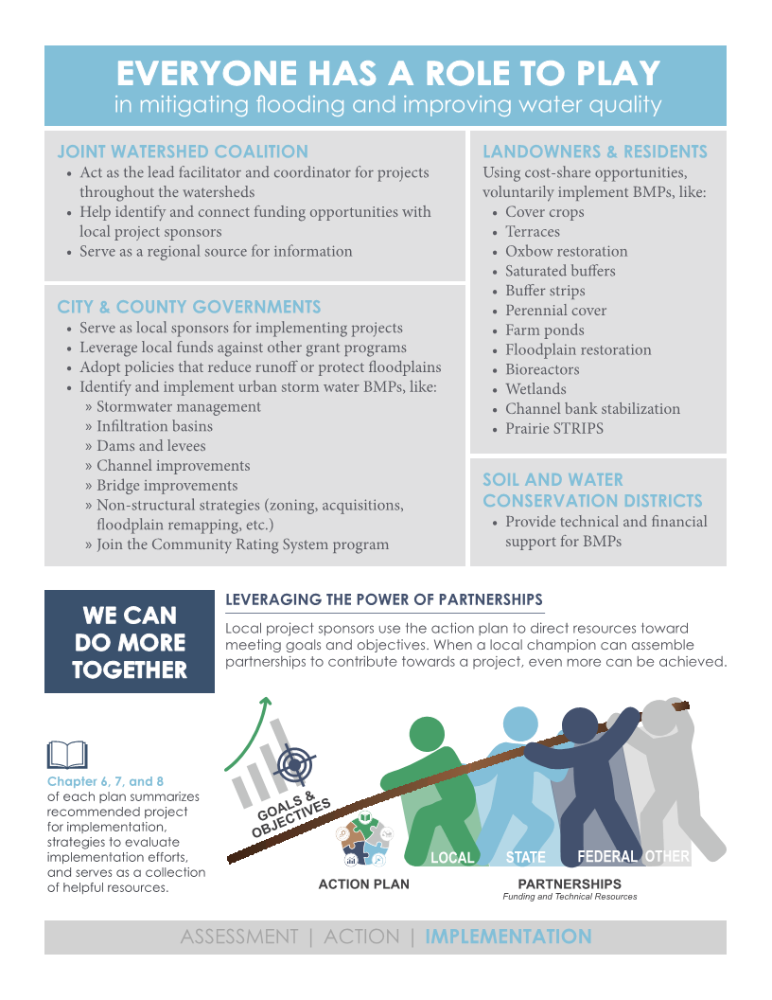 EVERYONE HAS A ROLE TO PLAY
in mitigating flooding and improving water quality
JOINT WATERSHED COALITION
• Act as the lead facilitator and coordinator for projects
throughout the watersheds
• Help identify and connect funding opportunities with
local project sponsors
• Serve as a regional source for information
CITY & COUNTY GOVERNMENTS
• Serve as local sponsors for implementing projects
• Leverage local funds against other grant programs
• Adopt policies that reduce runoff or protect floodplains
• Identify and implement urban storm water BMPs, like:
» Stormwater management
» Infiltration basins
» Dams and levees
» Channel improvements
» Bridge improvements
» Non-structural strategies (zoning, acquisitions,
floodplain remapping, etc.)
» Join the Community Rating System program
LANDOWNERS & RESIDENTS
Using cost-share opportunities,
voluntarily implement BMPs, like:
• Cover crops
• Terraces
• Oxbow restoration
• Saturated buffers
• Buffer strips
• Perennial cover
• Farm ponds
• Floodplain restoration
• Bioreactors
• Wetlands
• Channel bank stabilization
• Prairie STRIPS
SOIL AND WATER
CONSERVATION DISTRICTS
• Provide technical and financial
support for BMPs
WE CAN
DO MORE
TOGETHER
LEVERAGING THE POWER OF PARTNERSHIPS
Local project sponsors use the action plan to direct resources toward
meeting goals and objectives. When a local champion can assemble
partnerships to contribute towards a project, even more can be achieved.
Chapter 6, 7, and 8
of each plan summarizes
recommended project
for implementation,
strategies to evaluate
implementation efforts,
and serves as a collection
of helpful resources.
GOALS &
OBJECTIVES
ACTION PLAN
LOCAL
STATE
FEDERAL
OTHER
PARTNERSHIPS
Funding and Technical Resources
ASSESSMENT | ACTION | IMPLEMENTATION